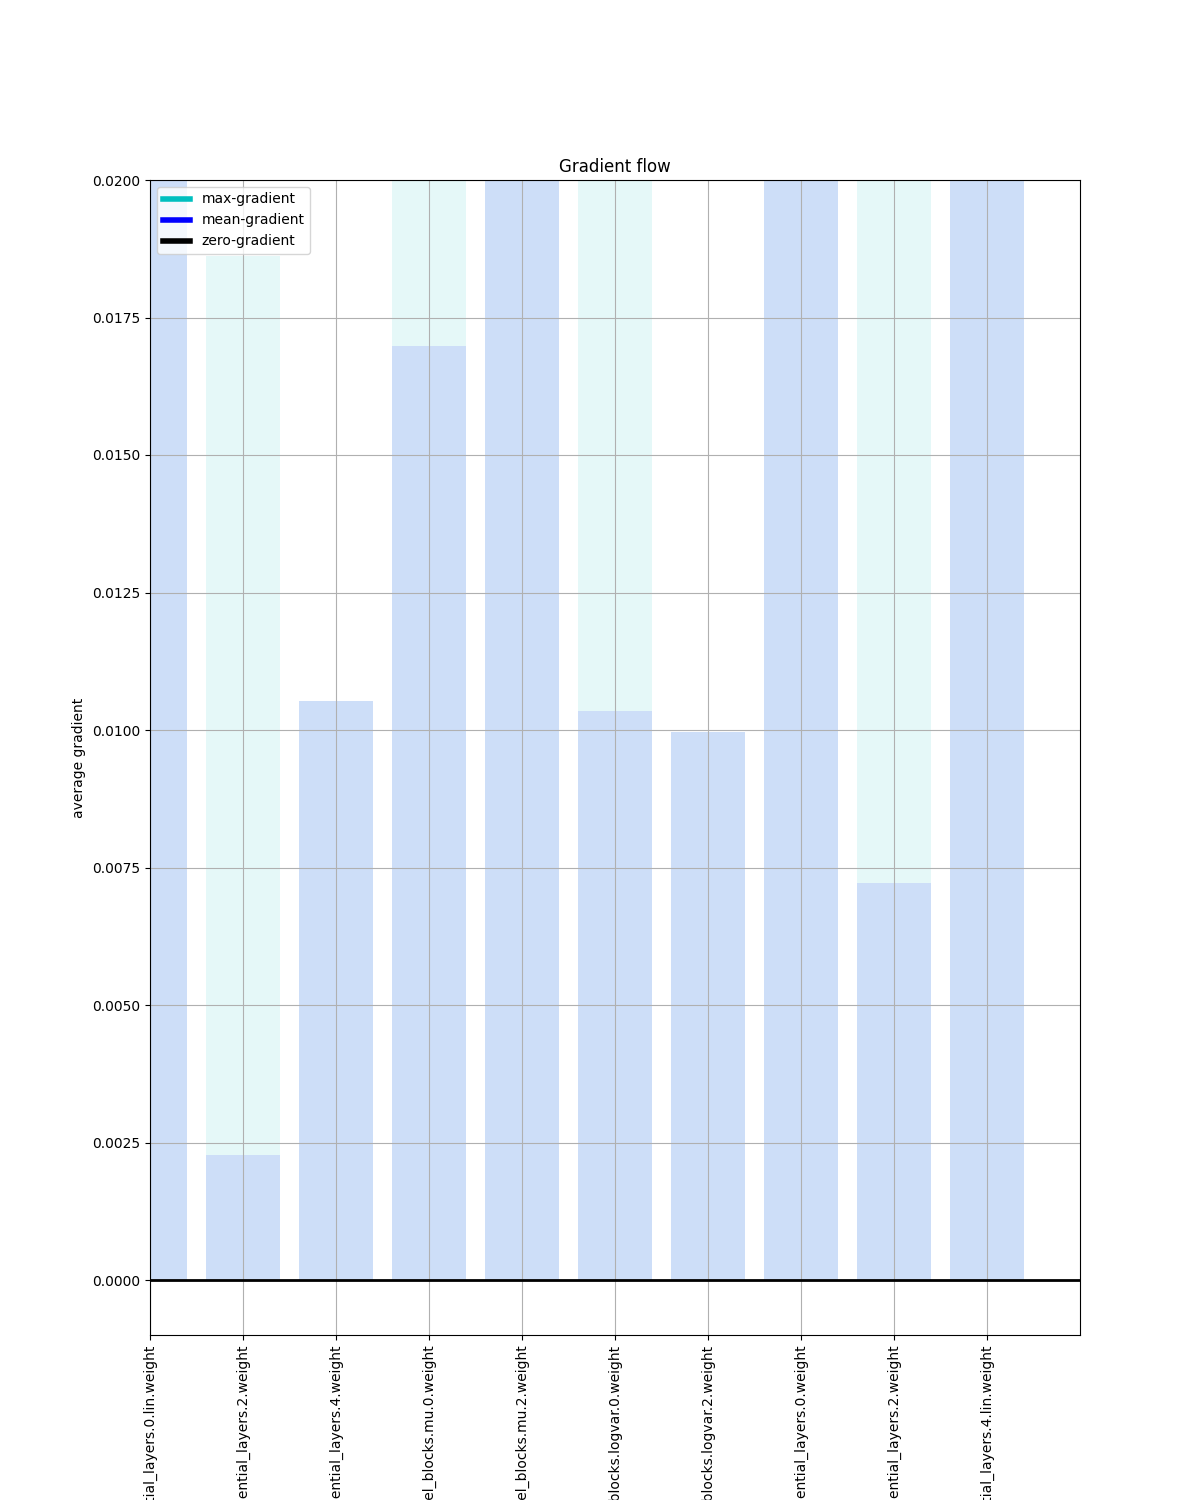 Gradient flow
max-gradient
mean-gradient
zero-gradient
0.0200
0.0175
0.0150
0.0125
0.0100
0.0075
0.0050
0.0025
0.0000
average gradient
tial_layers.0.lin.weight
ential_layers.2.weight
ential_layers.4.weight
el_blocks.mu.0.weight
el_blocks.mu.2.weight
blocks.logvar.0.weight
blocks.logvar.2.weight
ential_layers.0.weight
ential_layers.2.weight
tial_layers.4.lin.weight